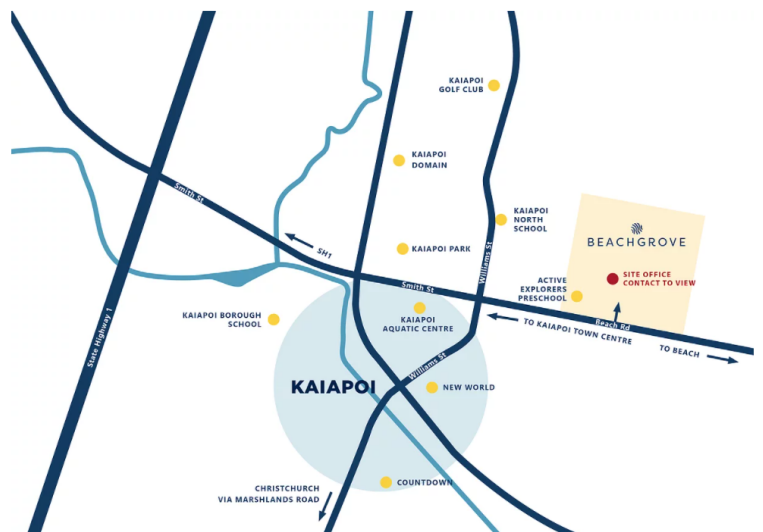 KAIAPOI
GOLF CLUB
KAIAPOI
DOMAIN
Smith St
KAIAPOI
NORTH
SCHOOL
BEACHGROVE
SH1
KAIAPOI PARK
Williams St
SITE OFFICE
CONTACT TO VIEW
ACTIVE
EXPLORERS
PRESCHOOL
Smith St
KAIAPOI BOROUGH
SCHOOL
KAIAPOI
AQUATIC CENTRE
Beach Rd
TO KAIAPOI TOWN CENTRE
TO BEACH
State Highway 1
Williams St
KAIAPOI
NEW WORLD
COUNTDOWN
CHRISTCHURCH
VIA MARSHLANDS ROAD